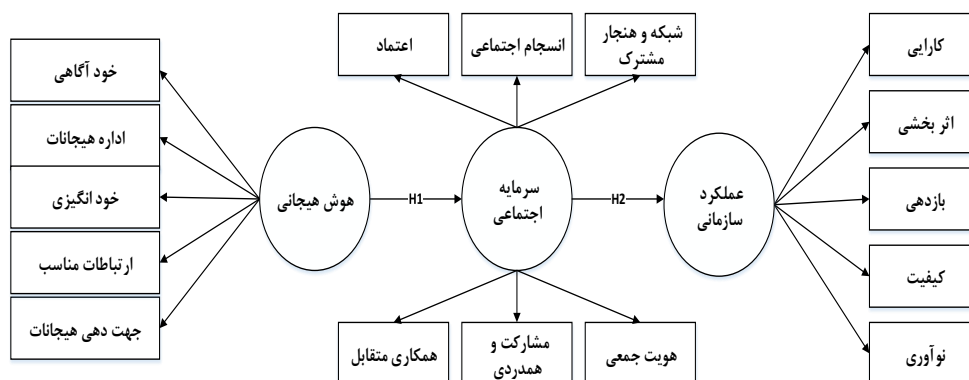 شبکه و هنجار
مشترک
انسجام اجتماعی
اعتماد
کارایی
اثر بخشی
بازدهی
کیفیت
نوآوری
عملکرد
سازمانی
H2
سرمایه
اجتماعی
H1
هوش هیجانی
خود آگاهی
اداره هیجانات
خود انگیزی
ارتباطات مناسب
جهت دهی هیجانات
هویت جمعی
مشارکت و
همدردی
همکاری متقابل